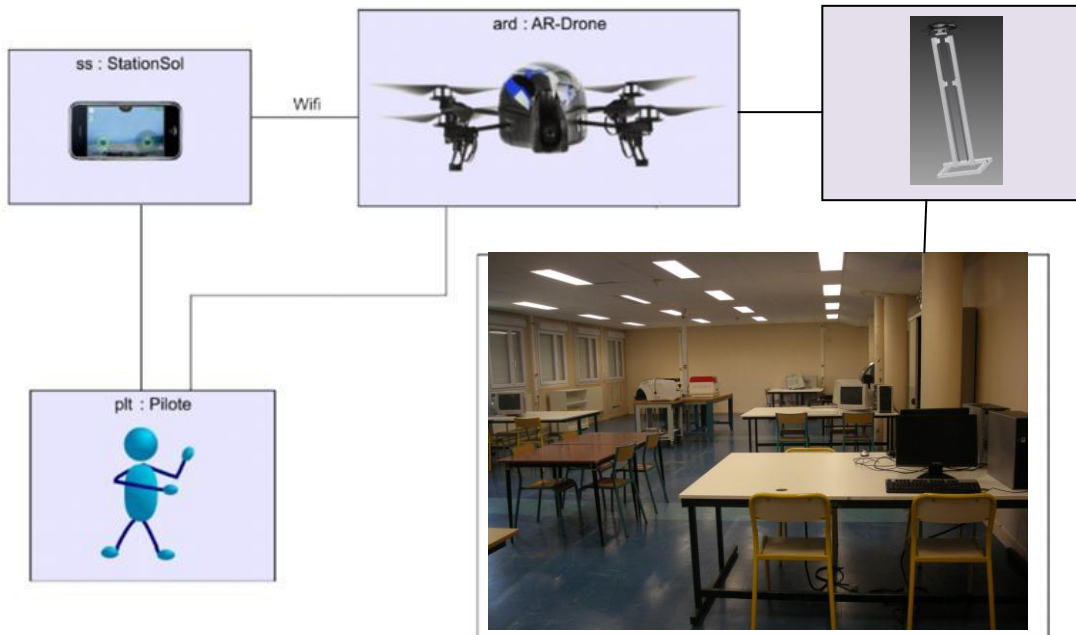 ard : AR-Drone
ss : StationSol
Wifi
plt : Pilote